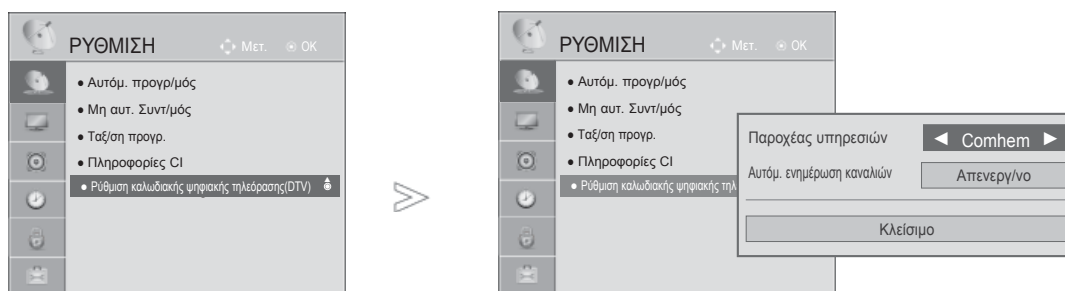 ΡΥΘΜΙΣΗ Μετ. OK
● Αυτόμ. προγρ/μός
● Μη αυτ. Συντ/μός
● Ταξ/ση προγρ.
● Πληροφορίες CI
● Ρύθμιση καλωδιακής ψηφιακής τηλεόρασης(DTV)
ΡΥΘΜΙΣΗ Μετ. OK
● Αυτόμ. προγρ/μός
● Μη αυτ. Συντ/μός
● Ταξ/ση προγρ.
● Πληροφορίες CI
● Ρύθμιση καλωδιακής ψηφιακής τηλ
Παροχέας υπηρεσιών ◄ Comhem ►
Αυτόμ. ενημέρωση καναλιών Απενεργ/νο
Κλείσιμο